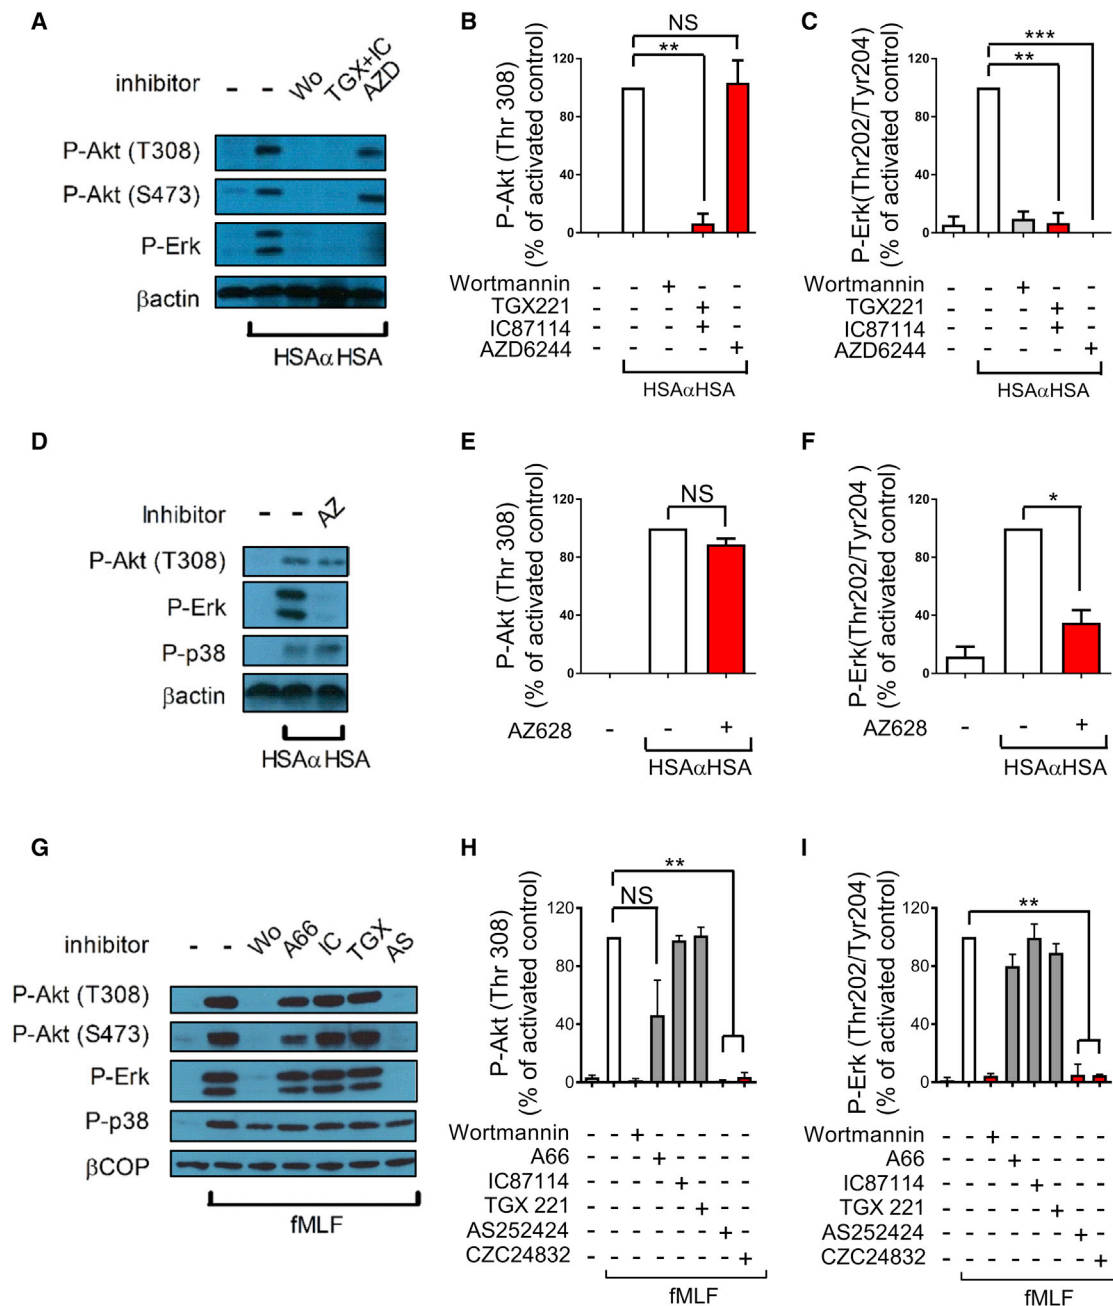 A
inhibitor - - Wo TGX+IC AZD
P-Akt (T308)
P-Akt (S473)
P-Erk
βactin
HSAαHSA
B
P-Akt (Thr 308)
(% of activated control)
NS
**
120
80
40
0
Wortmannin - - + - -
TGX221 - - - + -
IC87114 - - - + -
AZD6244 - - - - +
HSAαHSA
C
P-Erk(Thr202/Tyr204)
(% of activated control)
***
**
120
80
40
0
Wortmannin - - + - -
TGX221 - - - + -
IC87114 - - - + -
AZD6244 - - - - +
HSAαHSA
D
Inhibitor - - AZ
P-Akt (T308)
P-Erk
P-p38
βactin
HSAαHSA
E
P-Akt (Thr 308)
(% of activated control)
NS
120
80
40
0
AZ628 - - +
HSAαHSA
F
P-Erk(Thr202/Tyr204 )
(% of activated control)
*
120
80
40
0
AZ628 - - +
HSAαHSA
G
inhibitor - - Wo A66 IC TGX AS
P-Akt (T308)
P-Akt (S473)
P-Erk
P-p38
βCOP
fMLF
H
P-Akt (Thr 308)
(% of activated control)
**
NS
120
80
40
0
Wortmannin - - + - - - - -
A66 - - - + - - - -
IC87114 - - - - + - - -
TGX 221 - - - - - + - -
AS252424 - - - - - - + -
CZC24832 - - - - - - - +
fMLF
I
P-Erk (Thr202/Tyr204)
(% of activated control)
**
120
80
40
0
Wortmannin - - + - - - - -
A66 - - - + - - - -
IC87114 - - - - + - - -
TGX 221 - - - - - + - -
AS252424 - - - - - - + -
CZC24832 - - - - - - - +
fMLF